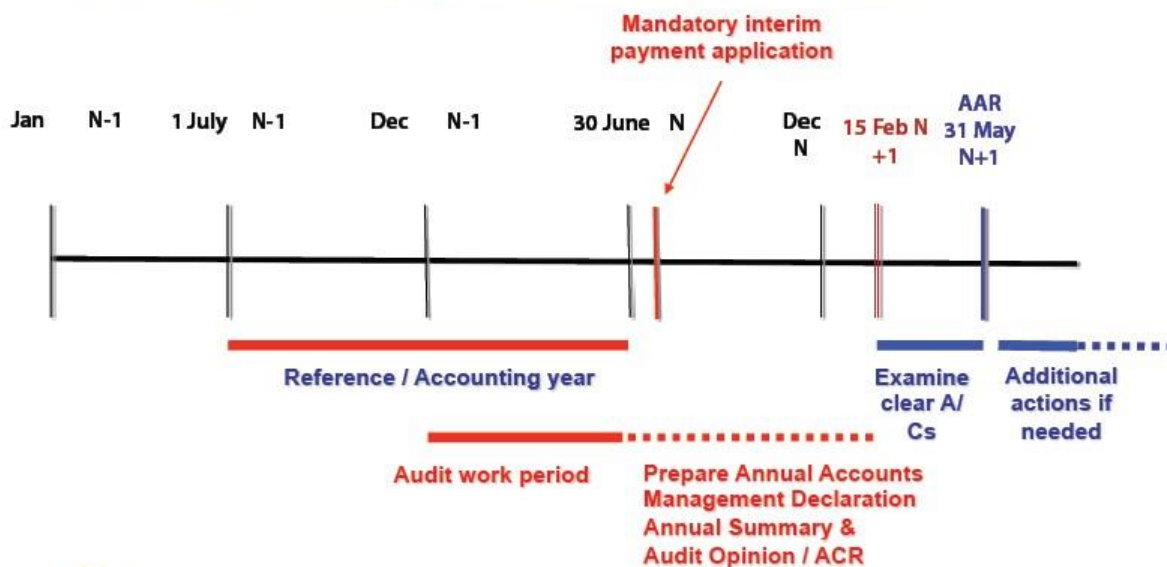 Mandatory interim
payment application
Jan N-1 1 July N-1 Dec N-1 30 June N
Dec
N
15 Feb N
+1
AAR
31 May
N+1
Reference / Accounting year
Examine
clear A/
Cs
Additional
actions if
needed
Audit work period
Prepare Annual Accounts
Management Declaration
Annual Summary &
Audit Opinion / ACR